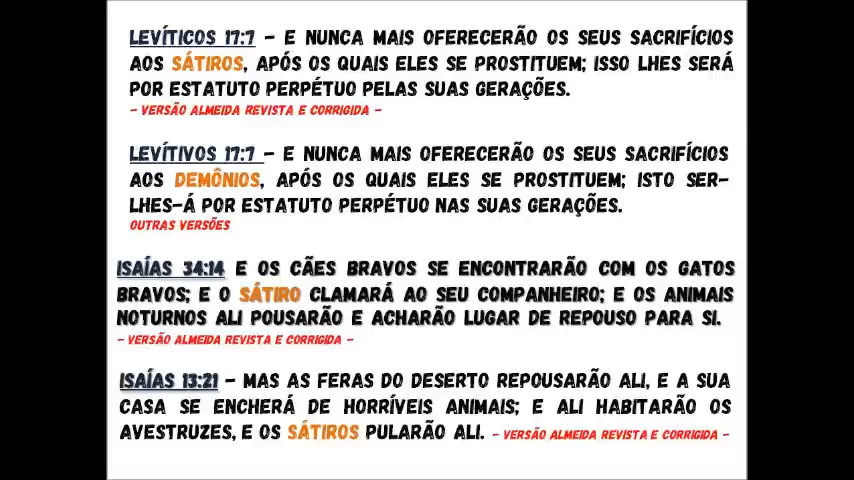 LEVÍTICOS 17:7 - E NUNCA MAIS OFERECERÃO OS SEUS SACRIFÍCIOS
AOS SÁTIROS, APÓS OS QUAIS ELES SE PROSTITUEM; ISSO LHES SERÁ
POR ESTATUTO PERPÉTUO PELAS SUAS GERAÇÕES.
- VERSÃO ALMEIDA REVISTA E CORRIGIDA -
LEVÍTIVOS 17:7 - E NUNCA MAIS OFERECERÃO OS SEUS SACRIFÍCIOS
AOS DEMÔNIOS, APÓS OS QUAIS ELES SE PROSTITUEM; ISTO SER-
LHES-Á POR ESTATUTO PERPÉTUO NAS SUAS GERAÇÕES.
OUTRAS VERSÕES
ISAÍAS 34:14 E OS CÃES BRAVOS SE ENCONTRARÃO COM OS GATOS
BRAVOS; E O SÁTIRO CLAMARÁ AO SEU COMPANHEIRO; E OS ANIMAIS
NOTURNOS ALI POUSARÃO E ACHARÃO LUGAR DE REPOUSO PARA SI.
- VERSÃO ALMEIDA REVISTA E CORRIGIDA -
ISAÍAS 13:21 - MAS AS FERAS DO DESERTO REPOUSARÃO ALI, E A SUA
CASA SE ENCHERÁ DE HORRÍVEIS ANIMAIS; E ALI HABITARÃO OS
AVESTRUZES, E OS SÁTIROS PULARÃO ALI. - VERSÃO ALMEIDA REVISTA E CORRIGIDA -